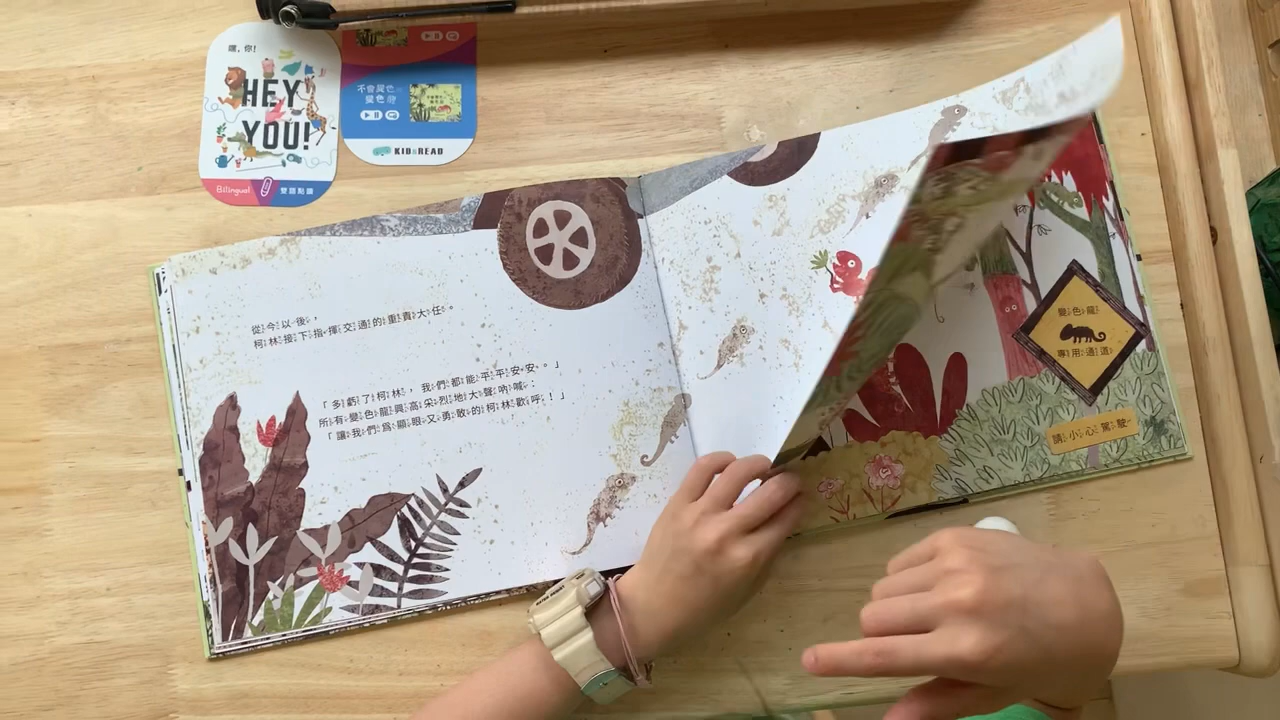 嘿,你!
HEY
YOU!
Bilingual
雙語點讀
不會變色的
變色龍
KID&READ
從今以後,
柯林接下指揮交通的重責大任。
「多虧了柯林,我們都能平平安安。」
所有變色龍興高采烈地大聲吶喊:
「讓我們為顯眼又勇敢的柯林歡呼!」
變色龍
專用通道
請小心駕駛